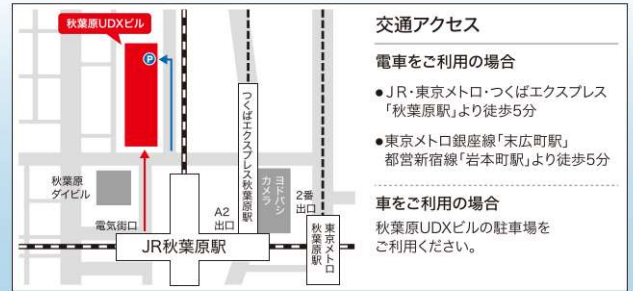 秋葉原UDXビル
P
つくばエクスプレス秋葉原駅
ヨドバシ
カメラ
秋葉原
ダイビル
電気街口
A2
出口
2番
出口
JR秋葉原駅
東京メトロ
秋葉原駅
交通アクセス
電車をご利用の場合
●JR・東京メトロ・つくばエクスプレス
「秋葉原駅」より徒歩5分
●東京メトロ銀座線「末広町駅」
都営新宿線「岩本町駅」より徒歩5分
車をご利用の場合
秋葉原UDXビルの駐車場を
ご利用ください。